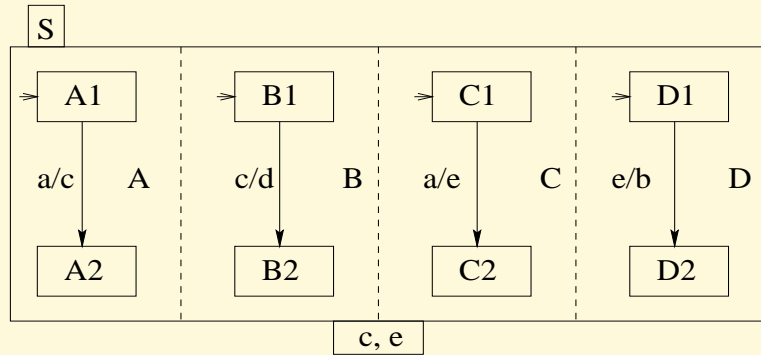 S
A1 B1 C1 D1
a/c A c/d B a/e C e/b D
A2 B2 C2 D2
c, e